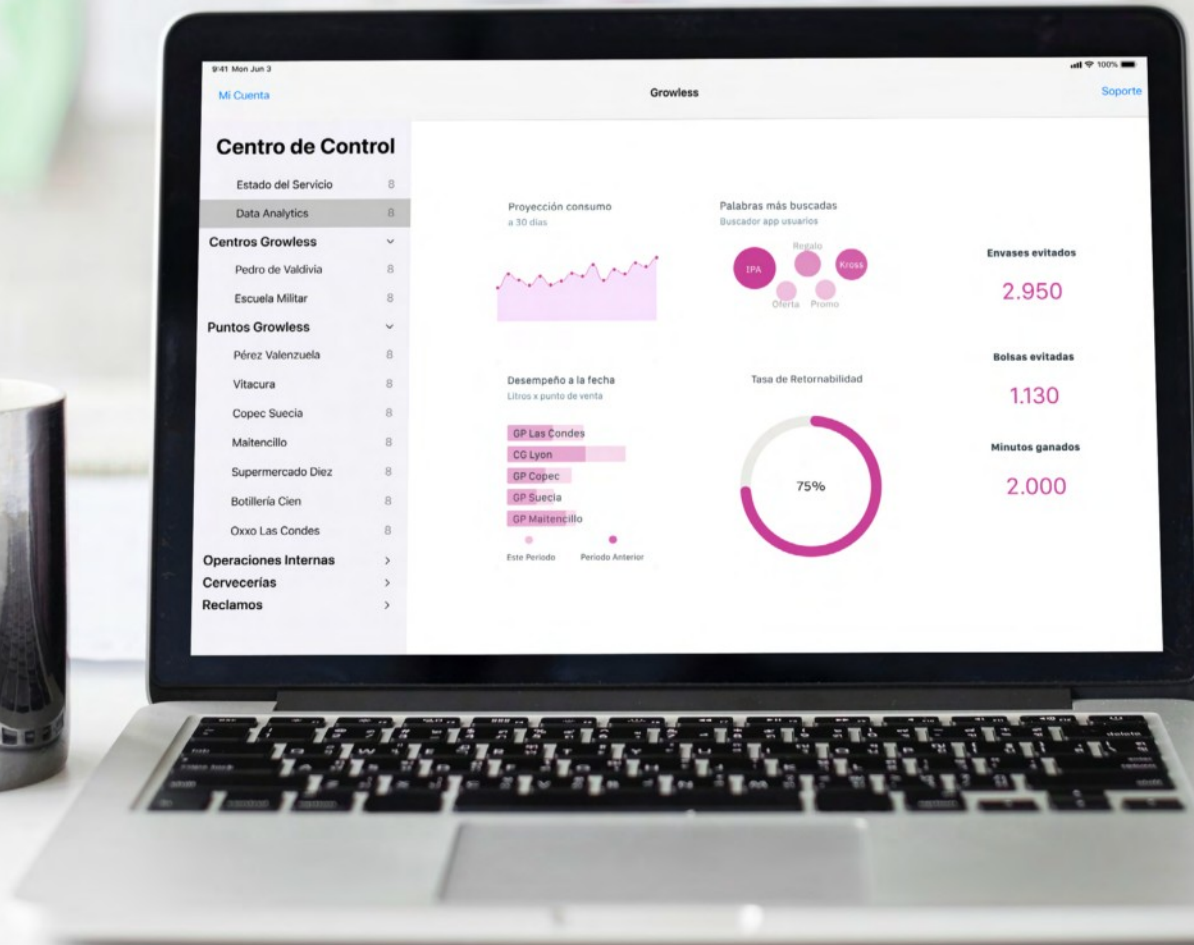 9:41 Mon Jun 3
100%
Mi Cuenta
Growless
Soporte
Centro de Control
Estado del Servicio 8
Data Analytics 8
Centros Growless
Pedro de Valdivia 8
Escuela Militar 8
Puntos Growless
Pérez Valenzuela 8
Vitacura 8
Copec Suecia 8
Maitencillo 8
Supermercado Diez 8
Botillería Cien 8
Oxxo Las Condes 8
Operaciones Internas
Cervecerías
Reclamos
Proyección consumo
a 30 días
Palabras más buscadas
Buscador app usuarios
IPA
Regalo
Kross
Oferta
Promo
Desempeño a la fecha
Litros x punto de venta
GP Las Condes
CG Lyon
GP Copec
GP Suecia
GP Maitencillo
Este Periodo
Periodo Anterior
Tasa de Retornabilidad
75%
Envases evitados
2.950
Bolsas evitadas
1.130
Minutos ganados
2.000
delete